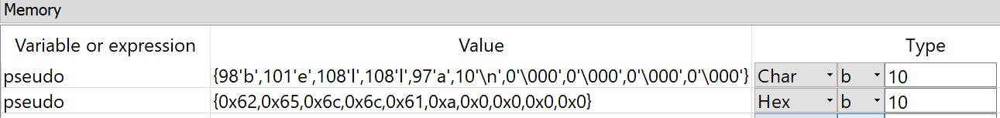 Memory
Variable or expression Value Type
pseudo {98'b',101'e',108'l',108'l',97'a',10'\n',0'\000',0'\000',0'\000',0'\000'} Char b 10
pseudo {0x62,0x65,0x6c,0x6c,0x61,0xa,0x0,0x0,0x0,0x0} Hex b 10